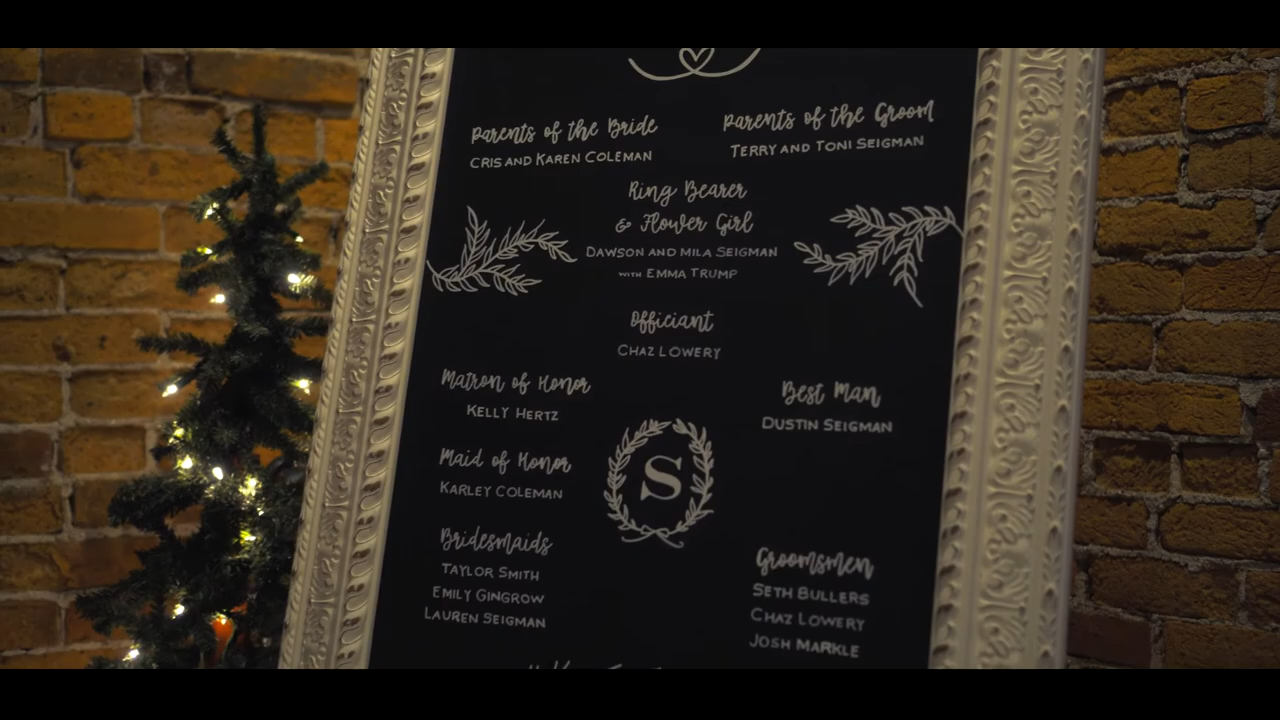 Parents of the Bride
CRIS AND KAREN COLEMAN
Parents of the Groom
TERRY AND TONI SEIGMAN
Ring Bearer
& Flower Girl
DAWSON AND MILA SEIGMAN
WITH EMMA TRUMP
Officiant
CHAZ LOWERY
Matron of Honor
KELLY HERTZ
Best Man
DUSTIN SEIGMAN
Maid of Honor
KARLEY COLEMAN
S
Bridesmaids
TAYLOR SMITH
EMILY GINGROW
LAUREN SEIGMAN
Groomsmen
SETH BULLERS
CHAZ LOWERY
JOSH MARKLE